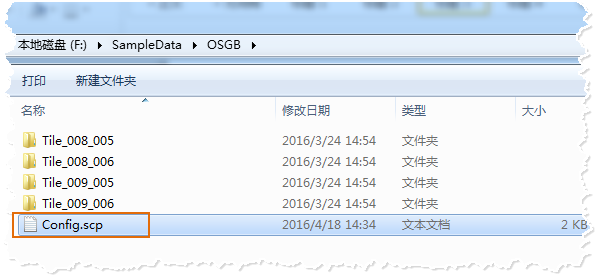 本地磁盘 (F:) SampleData OSGB
打印 新建文件夹
名称 修改日期 类型 大小
Tile_008_005 2016/3/24 14:54 文件夹
Tile_008_006 2016/3/24 14:54 文件夹
Tile_009_005 2016/3/24 14:54 文件夹
Tile_009_006 2016/3/24 14:54 文件夹
Config.scp 2016/4/18 14:34 文本文档 2 KB